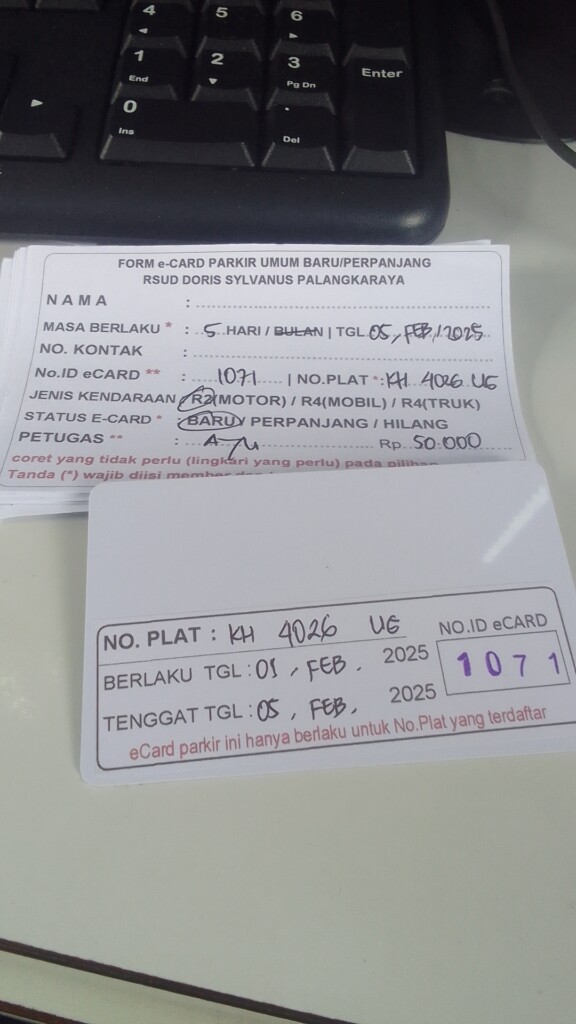 4 5 6
1 2 3 Enter
End Pg Dn
0 .
Ins Del
FORM e-CARD PARKIR UMUM BARU/PERPANJANG
RSUD DORIS SYLVANUS PALANGKARAYA
NAMA :
MASA BERLAKU * : 5 HARI / BULAN | TGL 05, FEB / 2025
NO. KONTAK :
No.ID eCARD ** : 1071 | NO.PLAT * : KH 4026 UE
JENIS KENDARAAN R2(MOTOR) / R4(MOBIL) / R4(TRUK)
STATUS E-CARD * : BARU / PERPANJANG / HILANG
PETUGAS ** : Rp. 50.000
coret yang tidak perlu (lingkari yang perlu) pada pilihan
Tanda (*) wajib diisi member
NO. PLAT : KH 4026 UE
NO.ID eCARD
BERLAKU TGL : 01, FEB. 2025
1071
TENGGAT TGL : 05, FEB, 2025
eCard parkir ini hanya berlaku untuk No.Plat yang terdaftar